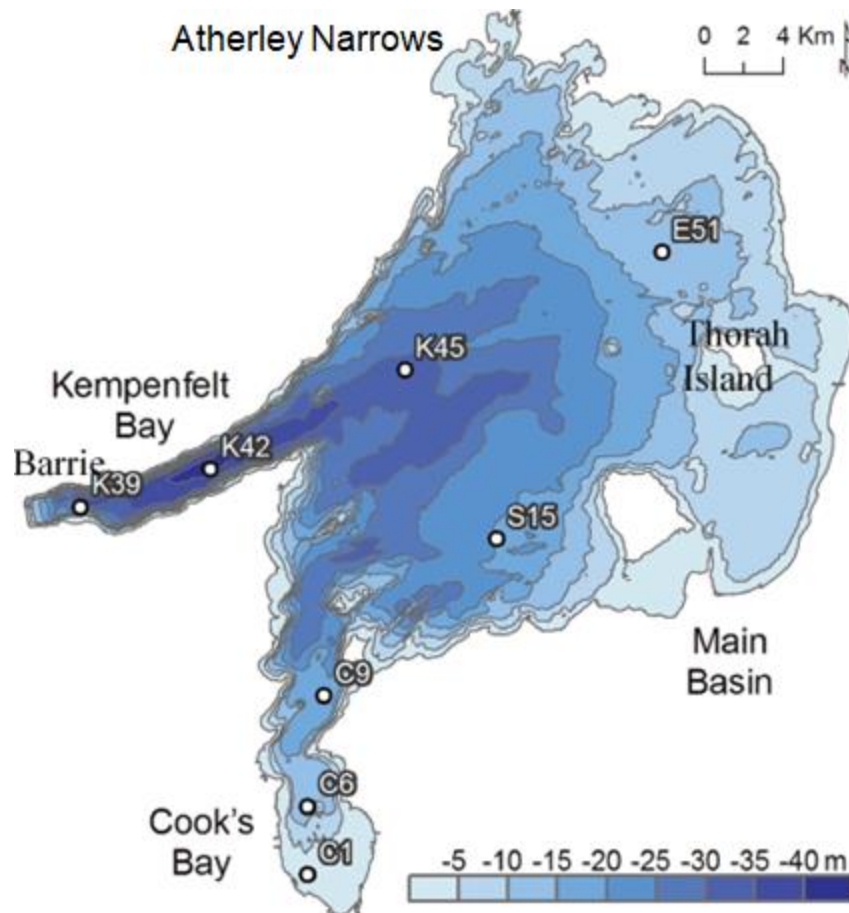 Atherley Narrows
0 2 4 Km
E51
Thorah
Island
K45
Kempenfelt
Bay
K42
Barrie
K39
S15
Main
Basin
C9
C6
Cook's
Bay
C1
-5 -10 -15 -20 -25 -30 -35 -40 m